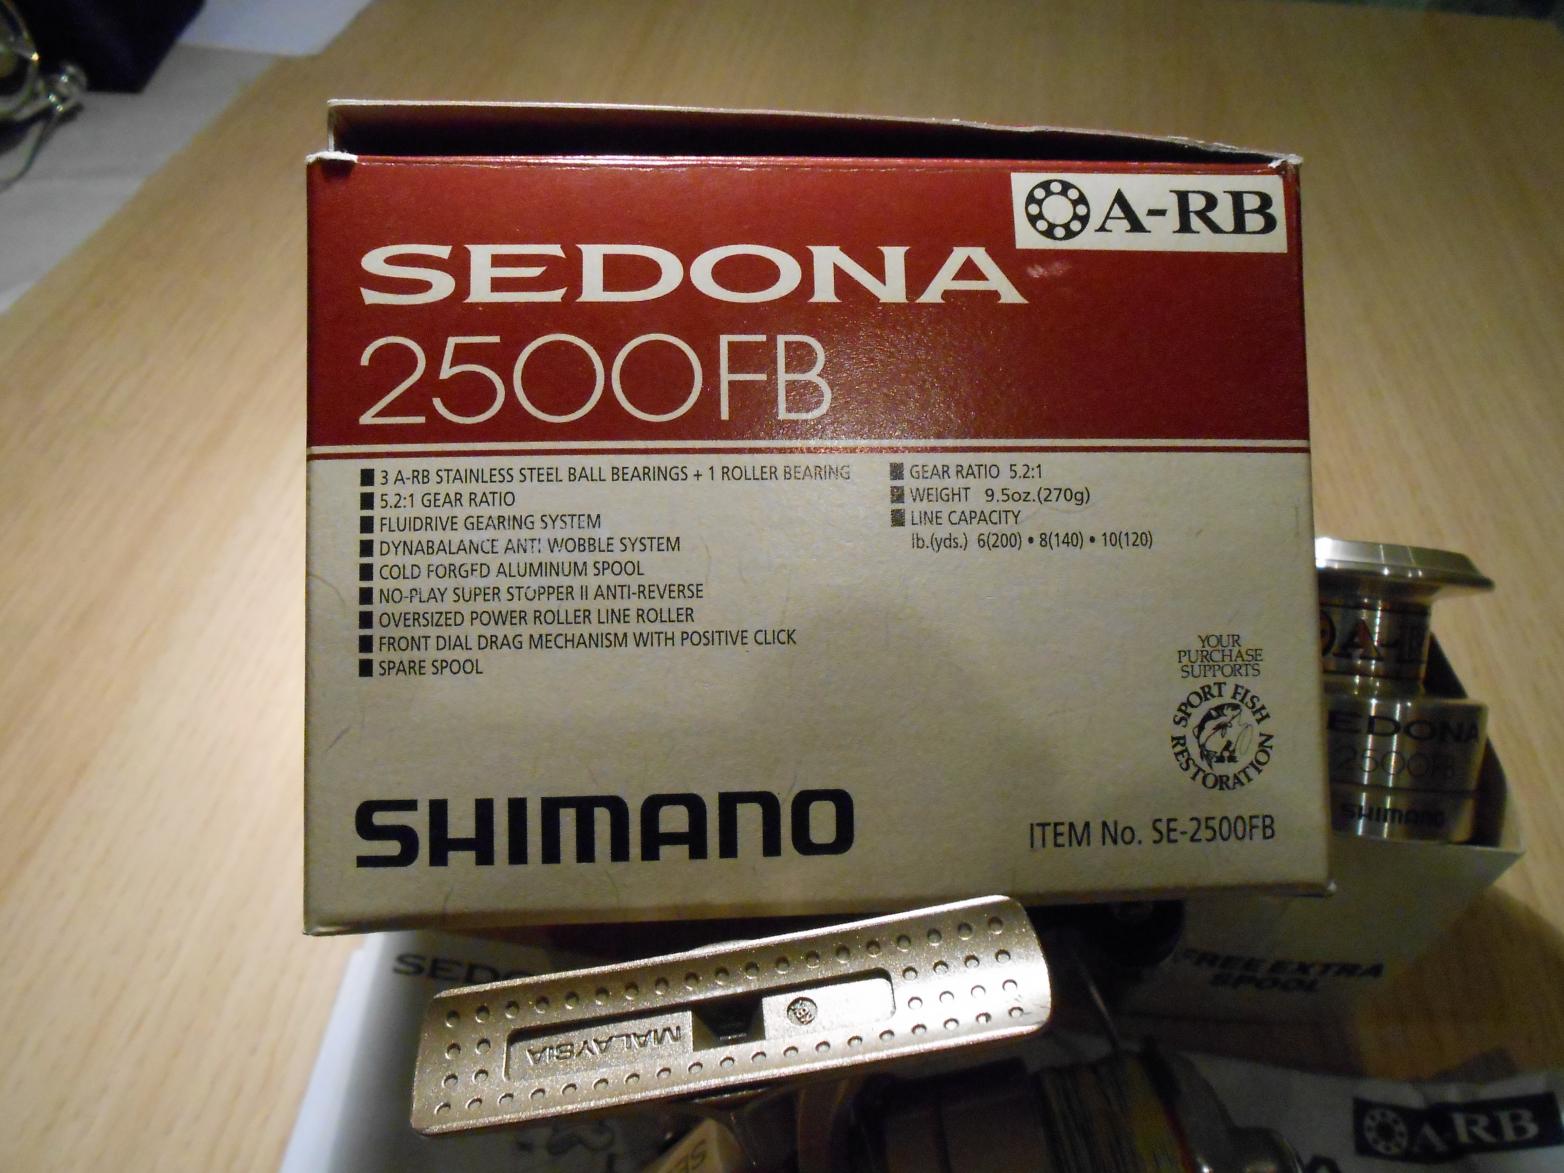 A-RB
SEDONA
2500FB
3 A-RB STAINLESS STEEL BALL BEARINGS + 1 ROLLER BEARING
5.2:1 GEAR RATIO
FLUIDRIVE GEARING SYSTEM
DYNABALANCE ANTI WOBBLE SYSTEM
COLD FORGED ALUMINUM SPOOL
NO-PLAY SUPER STOPPER II ANTI-REVERSE
OVERSIZED POWER ROLLER LINE ROLLER
FRONT DIAL DRAG MECHANISM WITH POSITIVE CLICK
SPARE SPOOL
GEAR RATIO 5.2:1
WEIGHT 9.5oz.(270g)
LINE CAPACITY
lb.(yds.) 6(200) • 8(140) • 10(120)
YOUR
PURCHASE
SUPPORTS
SPORT FISH
RESTORATION
SHIMANO
ITEM No. SE-2500FB
A-R
EDONA
2500FB
SHIMANO
SEDO
FREE EXTRA
SPOOL
MALAYSIA
A-RB
SE